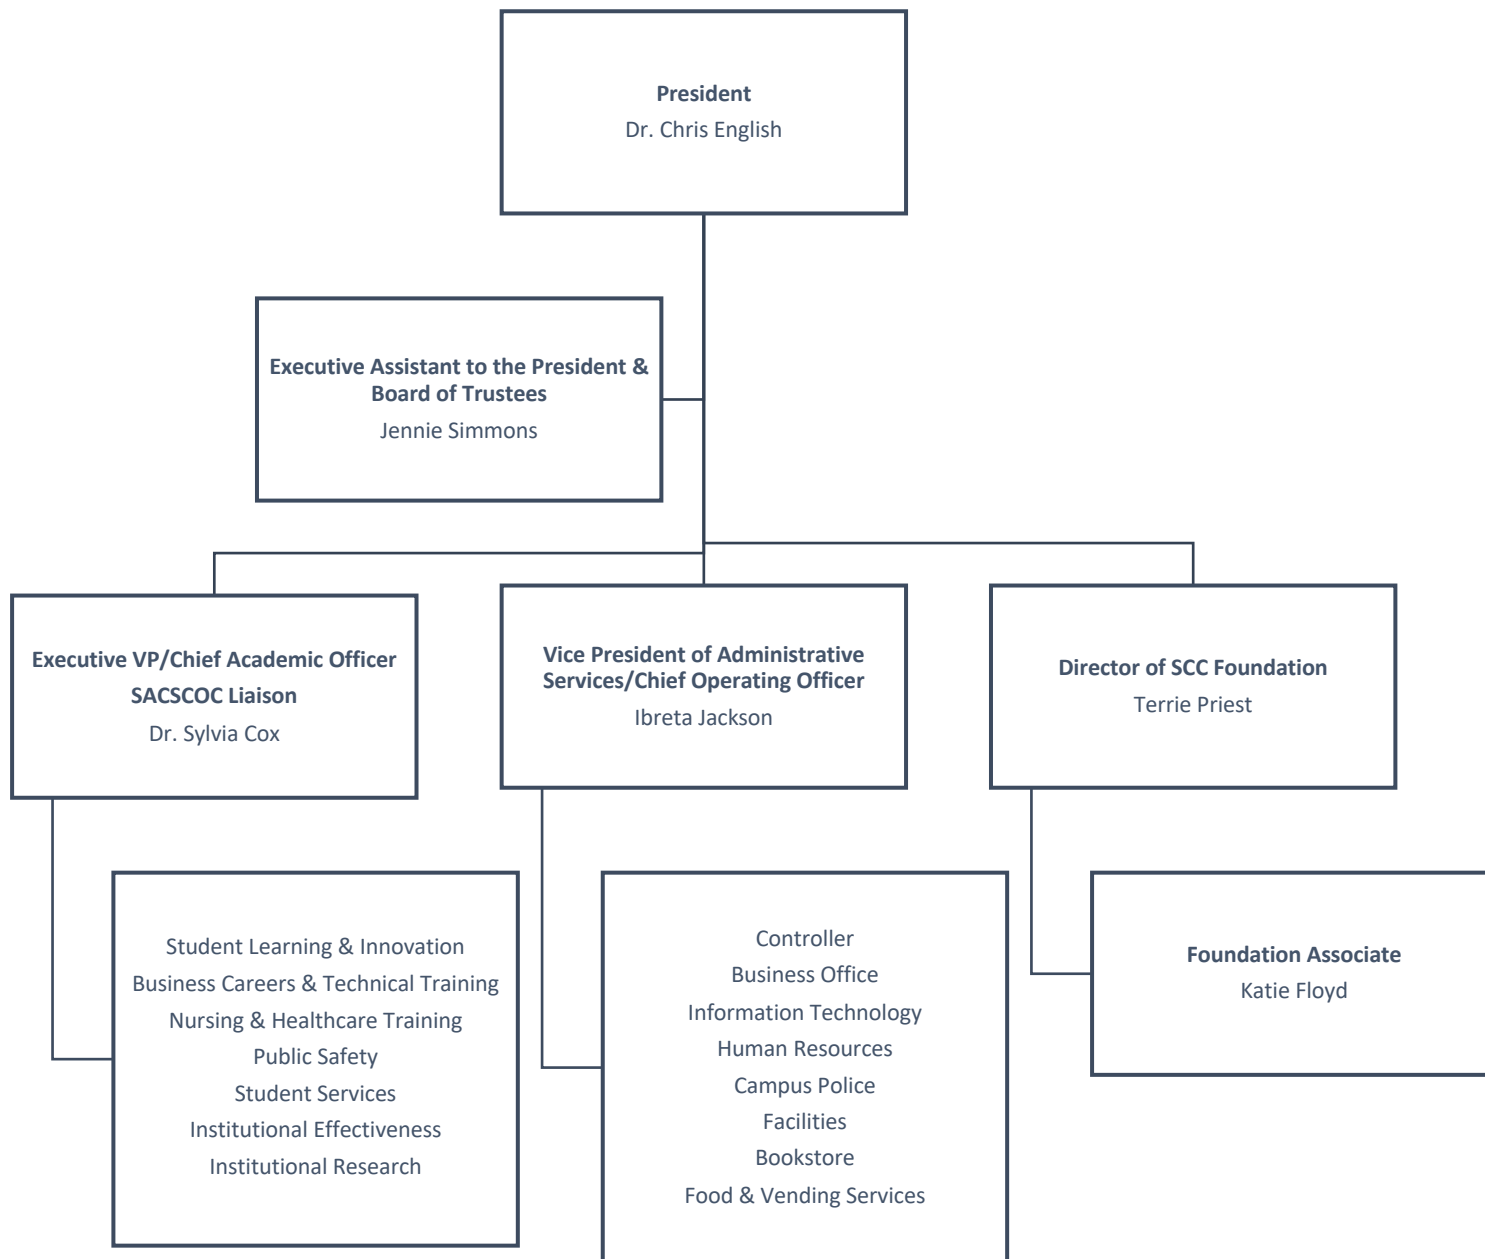 President
Dr. Chris English
Executive Assistant to the President &
Board of Trustees
Jennie Simmons
Executive VP/Chief Academic Officer
SACSCOC Liaison
Dr. Sylvia Cox
Vice President of Administrative
Services/Chief Operating Officer
Ibreta Jackson
Director of SCC Foundation
Terrie Priest
Student Learning & Innovation
Business Careers & Technical Training
Nursing & Healthcare Training
Public Safety
Student Services
Institutional Effectiveness
Institutional Research
Controller
Business Office
Information Technology
Human Resources
Campus Police
Facilities
Bookstore
Food & Vending Services
Foundation Associate
Katie Floyd